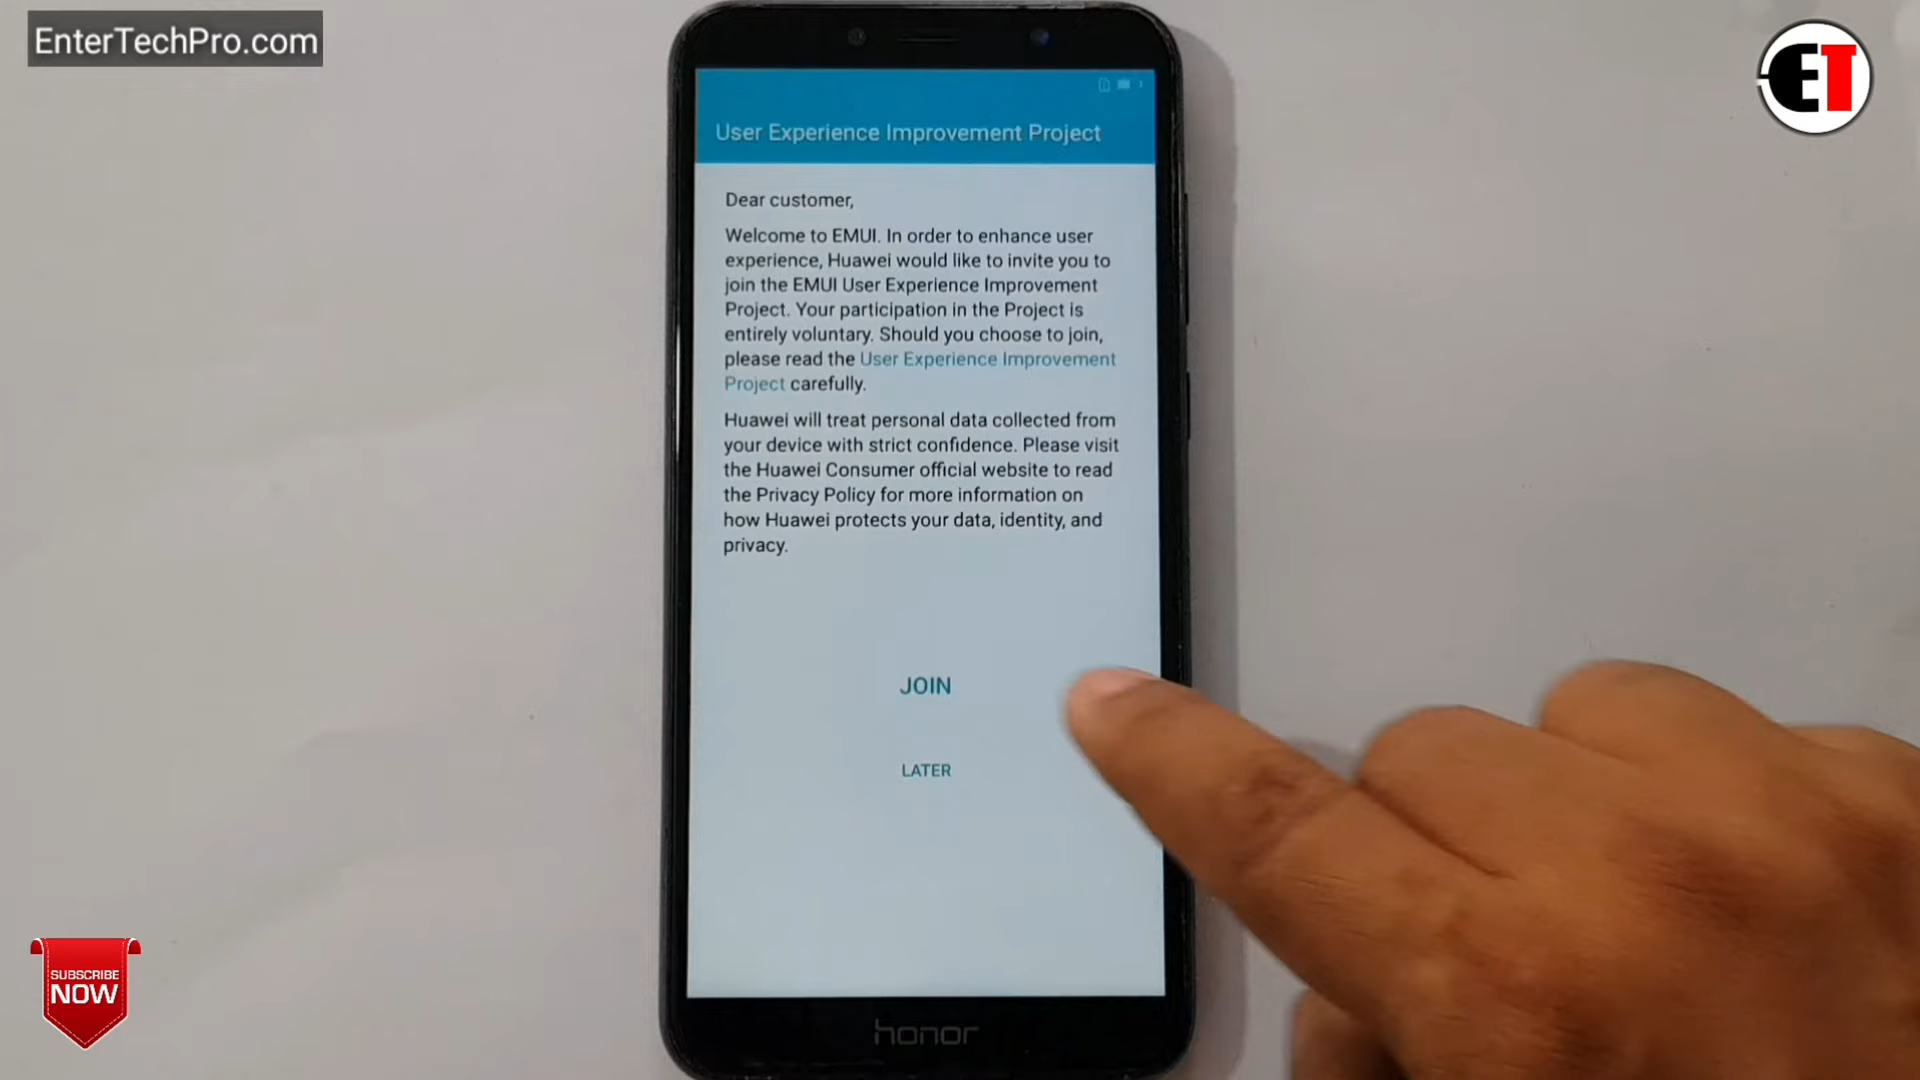 EnterTechPro.com
ET
User Experience Improvement Project
Dear customer,
Welcome to EMUI. In order to enhance user
experience, Huawei would like to invite you to
join the EMUI User Experience Improvement
Project. Your participation in the Project is
entirely voluntary. Should you choose to join,
please read the User Experience Improvement
Project carefully.
Huawei will treat personal data collected from
your device with strict confidence. Please visit
the Huawei Consumer official website to read
the Privacy Policy for more information on
how Huawei protects your data, identity, and
privacy.
JOIN
LATER
SUBSCRIBE
NOW
honor